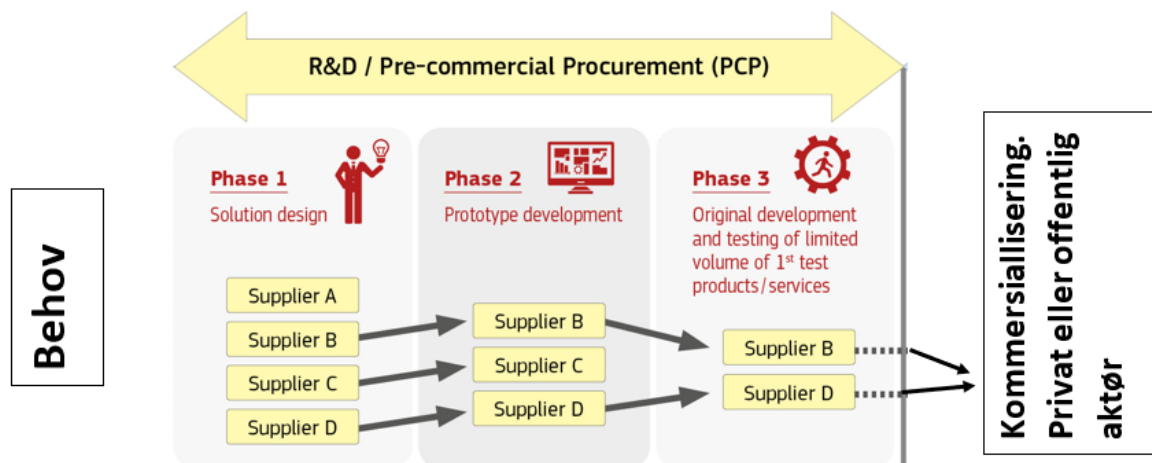 R&D / Pre-commercial Procurement (PCP)
Behov
Phase 1
Solution design
Supplier A
Supplier B
Supplier C
Supplier D
Phase 2
Prototype development
Supplier B
Supplier C
Supplier D
Phase 3
Original development
and testing of limited
volume of 1st test
products/services
Supplier B
Supplier D
Kommersiallisering.
Privat eller offentlig
aktør